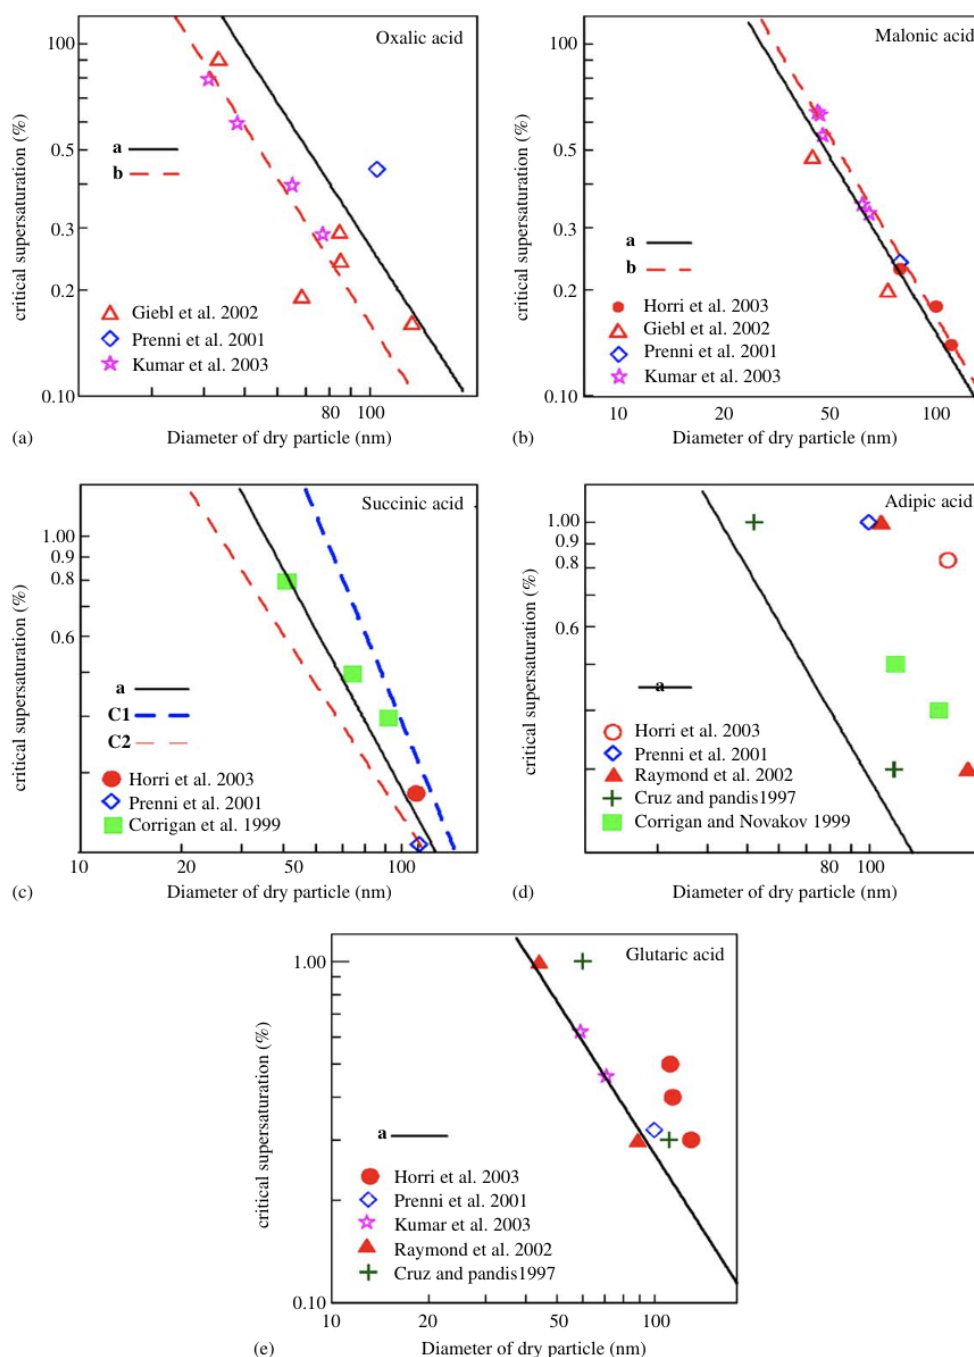 Oxalic acid
critical supersaturation (%)
100
0.5
0.3
0.2
0.10
a
b
Giebl et al. 2002
Prenni et al. 2001
Kumar et al. 2003
80 100
(a)
Diameter of dry particle (nm)
Malonic acid
critical supersaturation (%)
100
0.5
0.3
0.2
0.10
a
b
Horri et al. 2003
Giebl et al. 2002
Prenni et al. 2001
Kumar et al. 2003
10 20 50 100
(b)
Diameter of dry particle (nm)
Succinic acid
critical supersaturation (%)
1.00
0.9
0.8
0.6
a
C1
C2
Horri et al. 2003
Prenni et al. 2001
Corrigan et al. 1999
10 20 50 100
(c)
Diameter of dry particle (nm)
Adipic acid
critical supersaturation (%)
1.00
0.9
0.8
0.6
a
Horri et al. 2003
Prenni et al. 2001
Raymond et al. 2002
Cruz and pandis1997
Corrigan and Novakov 1999
80 100
(d)
Diameter of dry particle (nm)
Glutaric acid
critical supersaturation (%)
1.00
0.20
0.10
a
Horri et al. 2003
Prenni et al. 2001
Kumar et al. 2003
Raymond et al. 2002
Cruz and pandis1997
10 20 50 100
(e)
Diameter of dry particle (nm)